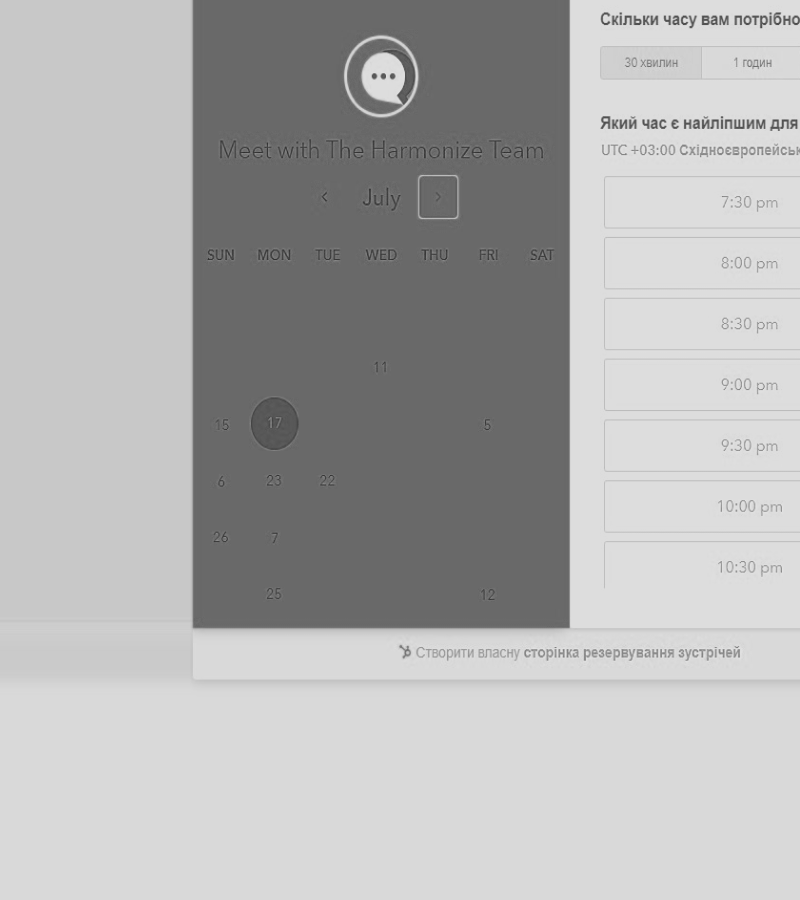 Скільки часу вам потрібно
30 хвилин 1 годин
Meet with The Harmonize Team
July
SUN MON TUE WED THU FRI SAT
11
15 17 5
6 23 22
26 7
25 12
Який час є найліпшим для
UTC +03:00 Східноєвропейськ
7:30 pm
8:00 pm
8:30 pm
9:00 pm
9:30 pm
10:00 pm
10:30 pm
Створити власну сторінка резервування зустрічей